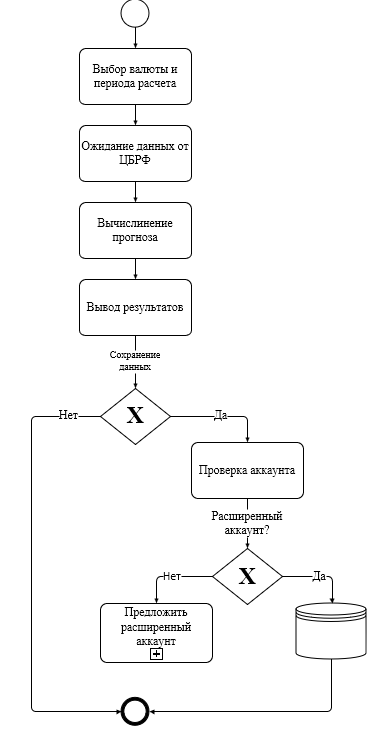 Выбор валюты и
периода расчета
Ожидание данных от
ЦБРФ
Вычислинение
прогноза
Вывод результатов
Сохранение
данных
Нет
X
Да
Проверка аккаунта
Расширенный
аккаунт?
Нет
X
Да
Предложить
расширенный
аккаунт